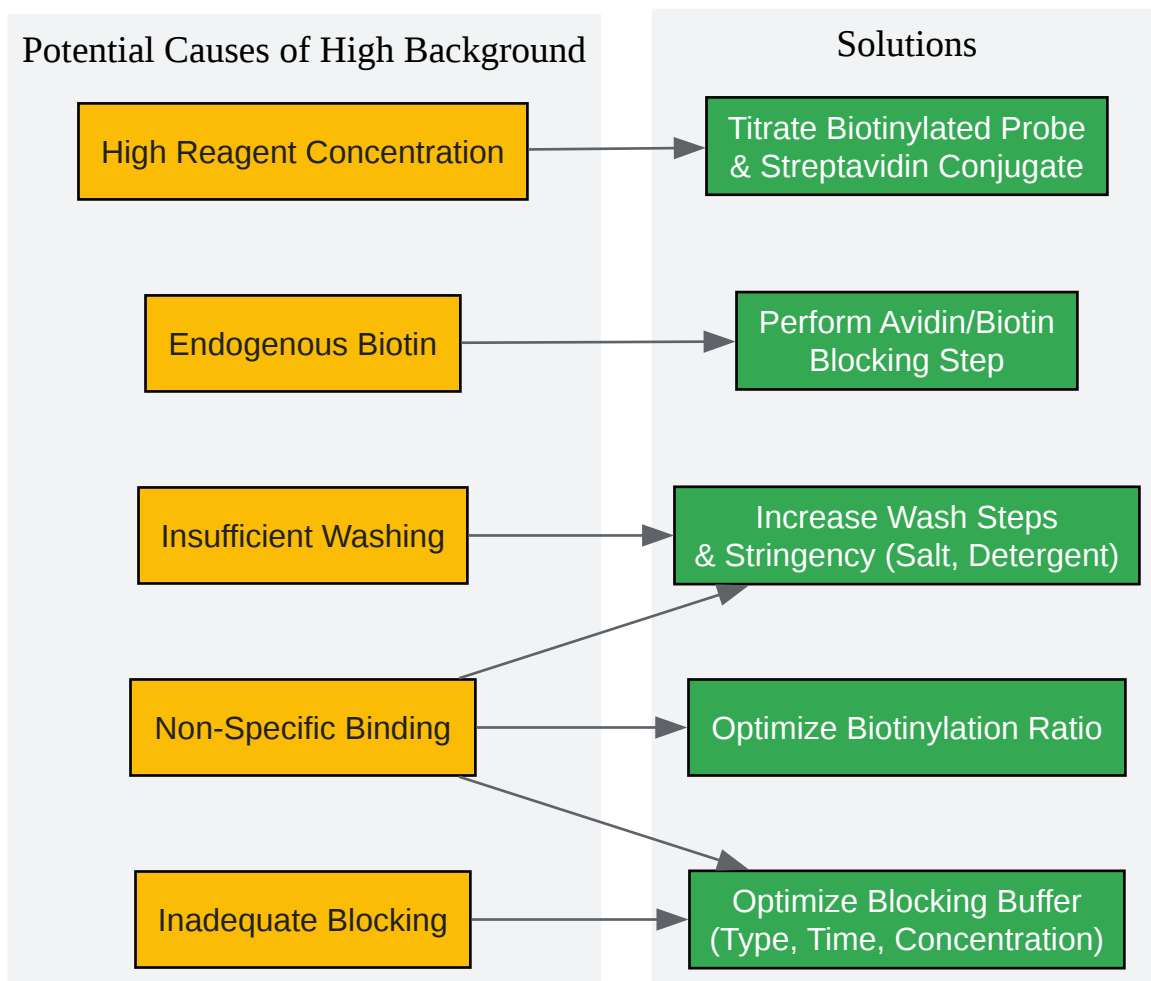 Potential Causes of High Background
High Reagent Concentration
Endogenous Biotin
Insufficient Washing
Non-Specific Binding
Inadequate Blocking
Solutions
Titrate Biotinylated Probe
& Streptavidin Conjugate
Perform Avidin/Biotin
Blocking Step
Increase Wash Steps
& Stringency (Salt, Detergent)
Optimize Biotinylation Ratio
Optimize Blocking Buffer
(Type, Time, Concentration)